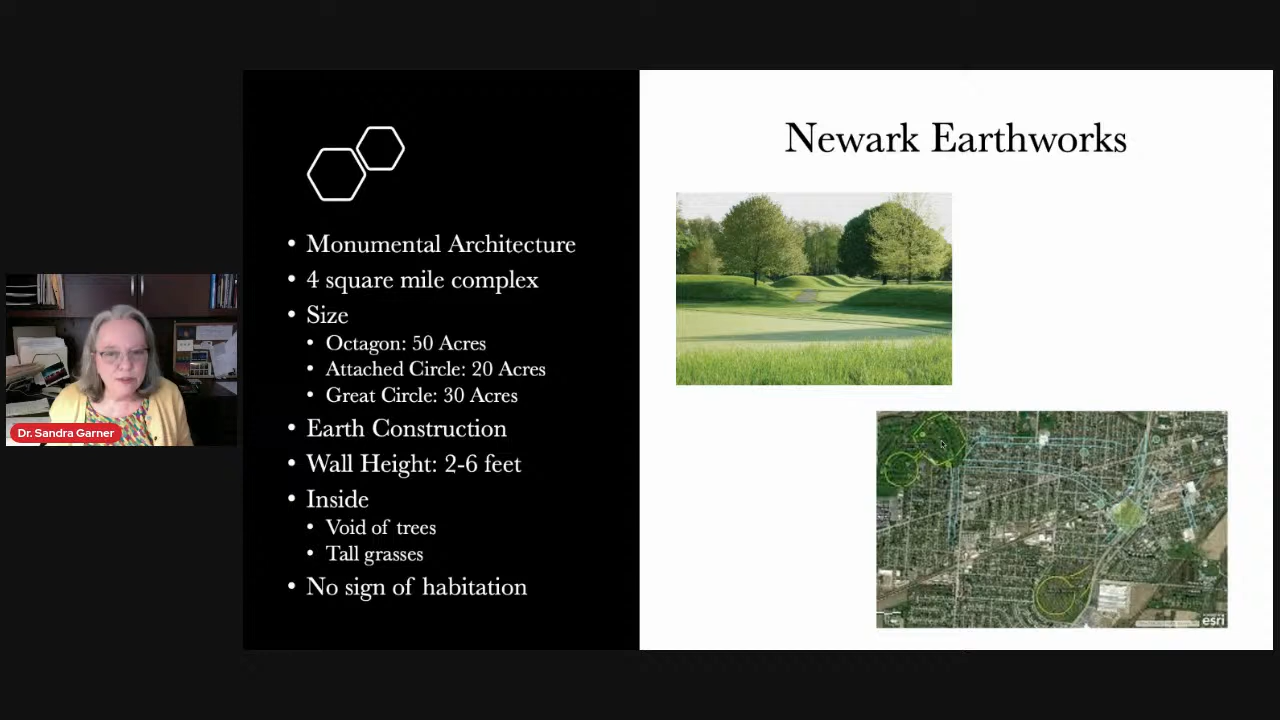 Newark Earthworks
• Monumental Architecture
• 4 square mile complex
• Size
• Octagon: 50 Acres
• Attached Circle: 20 Acres
• Great Circle: 30 Acres
• Earth Construction
• Wall Height: 2-6 feet
• Inside
• Void of trees
• Tall grasses
• No sign of habitation
Dr. Sandra Garner
esri